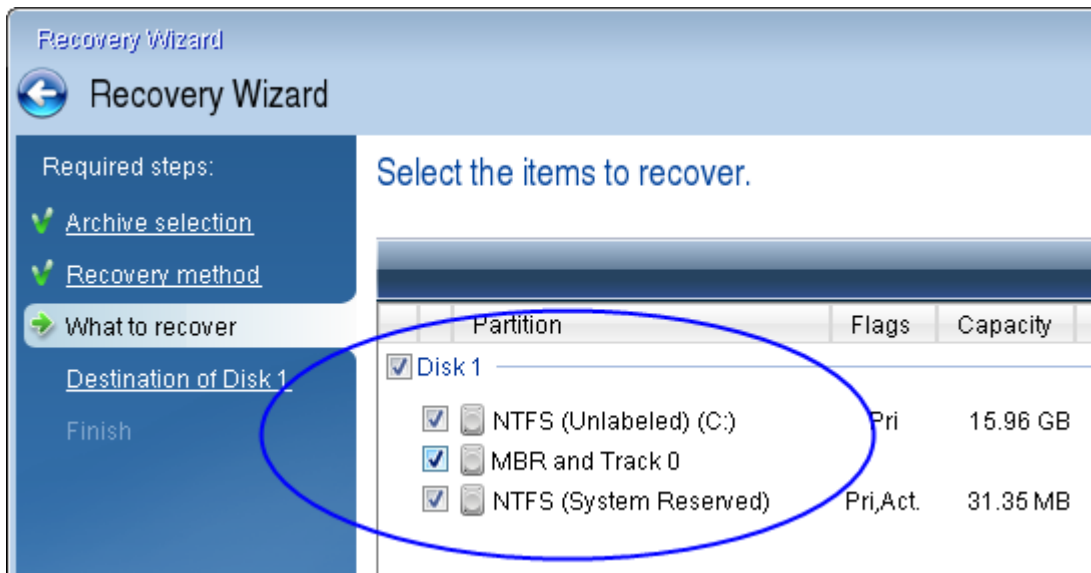 Recovery Wizard
Recovery Wizard
Required steps:
Archive selection
Recovery method
What to recover
Destination of Disk 1
Finish
Select the items to recover.
Partition Flags Capacity
Disk 1
NTFS (Unlabeled) (C:) Pri 15.96 GB
MBR and Track 0
NTFS (System Reserved) Pri,Act. 31.35 MB